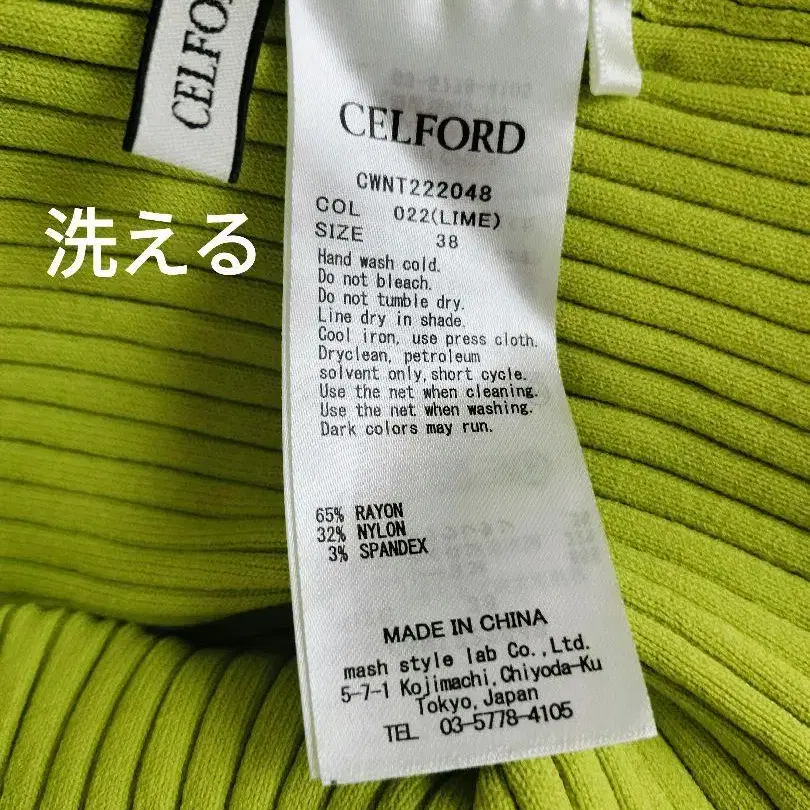 CELFO
CELFORD
CWNT222048
COL 022(LIME)
SIZE 38
洗える
Hand wash cold.
Do not bleach.
Do not tumble dry.
Line dry in shade.
Cool iron, use press cloth.
Dryclean, petroleum
solvent only,short cycle.
Use the net when cleaning.
Use the net when washing.
Dark colors may run.
65% RAYON
32% NYLON
3% SPANDEX
MADE IN CHINA
mash style lab Co.,Ltd.
5-7-1 Kojimachi,Chiyoda-Ku
Tokyo,Japan
TEL 03-5778-4105